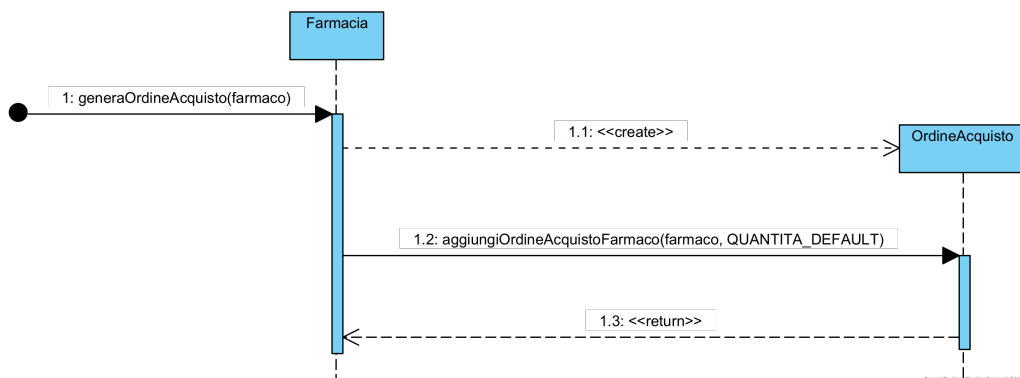 Farmacia
1: generaOrdineAcquisto(farmaco)
1.1: <<create>>
OrdineAcquisto
1.2: aggiungiOrdineAcquistoFarmaco(farmaco, QUANTITA_DEFAULT)
1.3: <<return>>